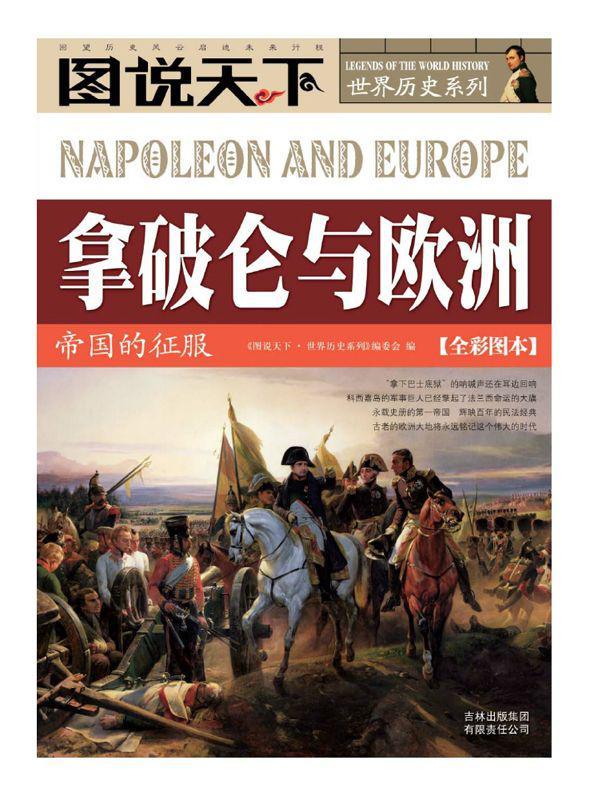 回望历史风云启迪未来行程
图说天下
LEGENDS OF THE WORLD HISTORY
世界历史系列
NAPOLEON AND EUROPE
拿破仑与欧洲
帝国的征服
《图说天下·世界历史系列》编委会 编
【全彩图本】
“拿下巴士底狱”的呐喊声还在耳边回响
科西嘉岛的军事巨人已经擎起了法兰西命运的大旗
永载史册的第一帝国 辉映百年的民法经典
古老的欧洲大地将永远铭记这个伟大的时代
吉林出版集团
有限责任公司